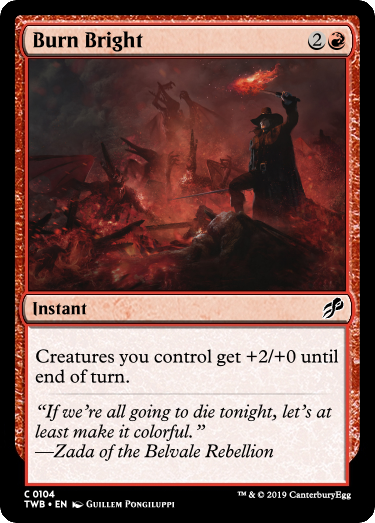 Burn Bright 2
Instant
Creatures you control get +2/+0 until
end of turn.
“If we’re all going to die tonight, let’s at
least make it colorful.”
—Zada of the Belvale Rebellion
C 0104
TWB • EN Guillem Pongiluppi
™ & © 2019 CanterburyEgg